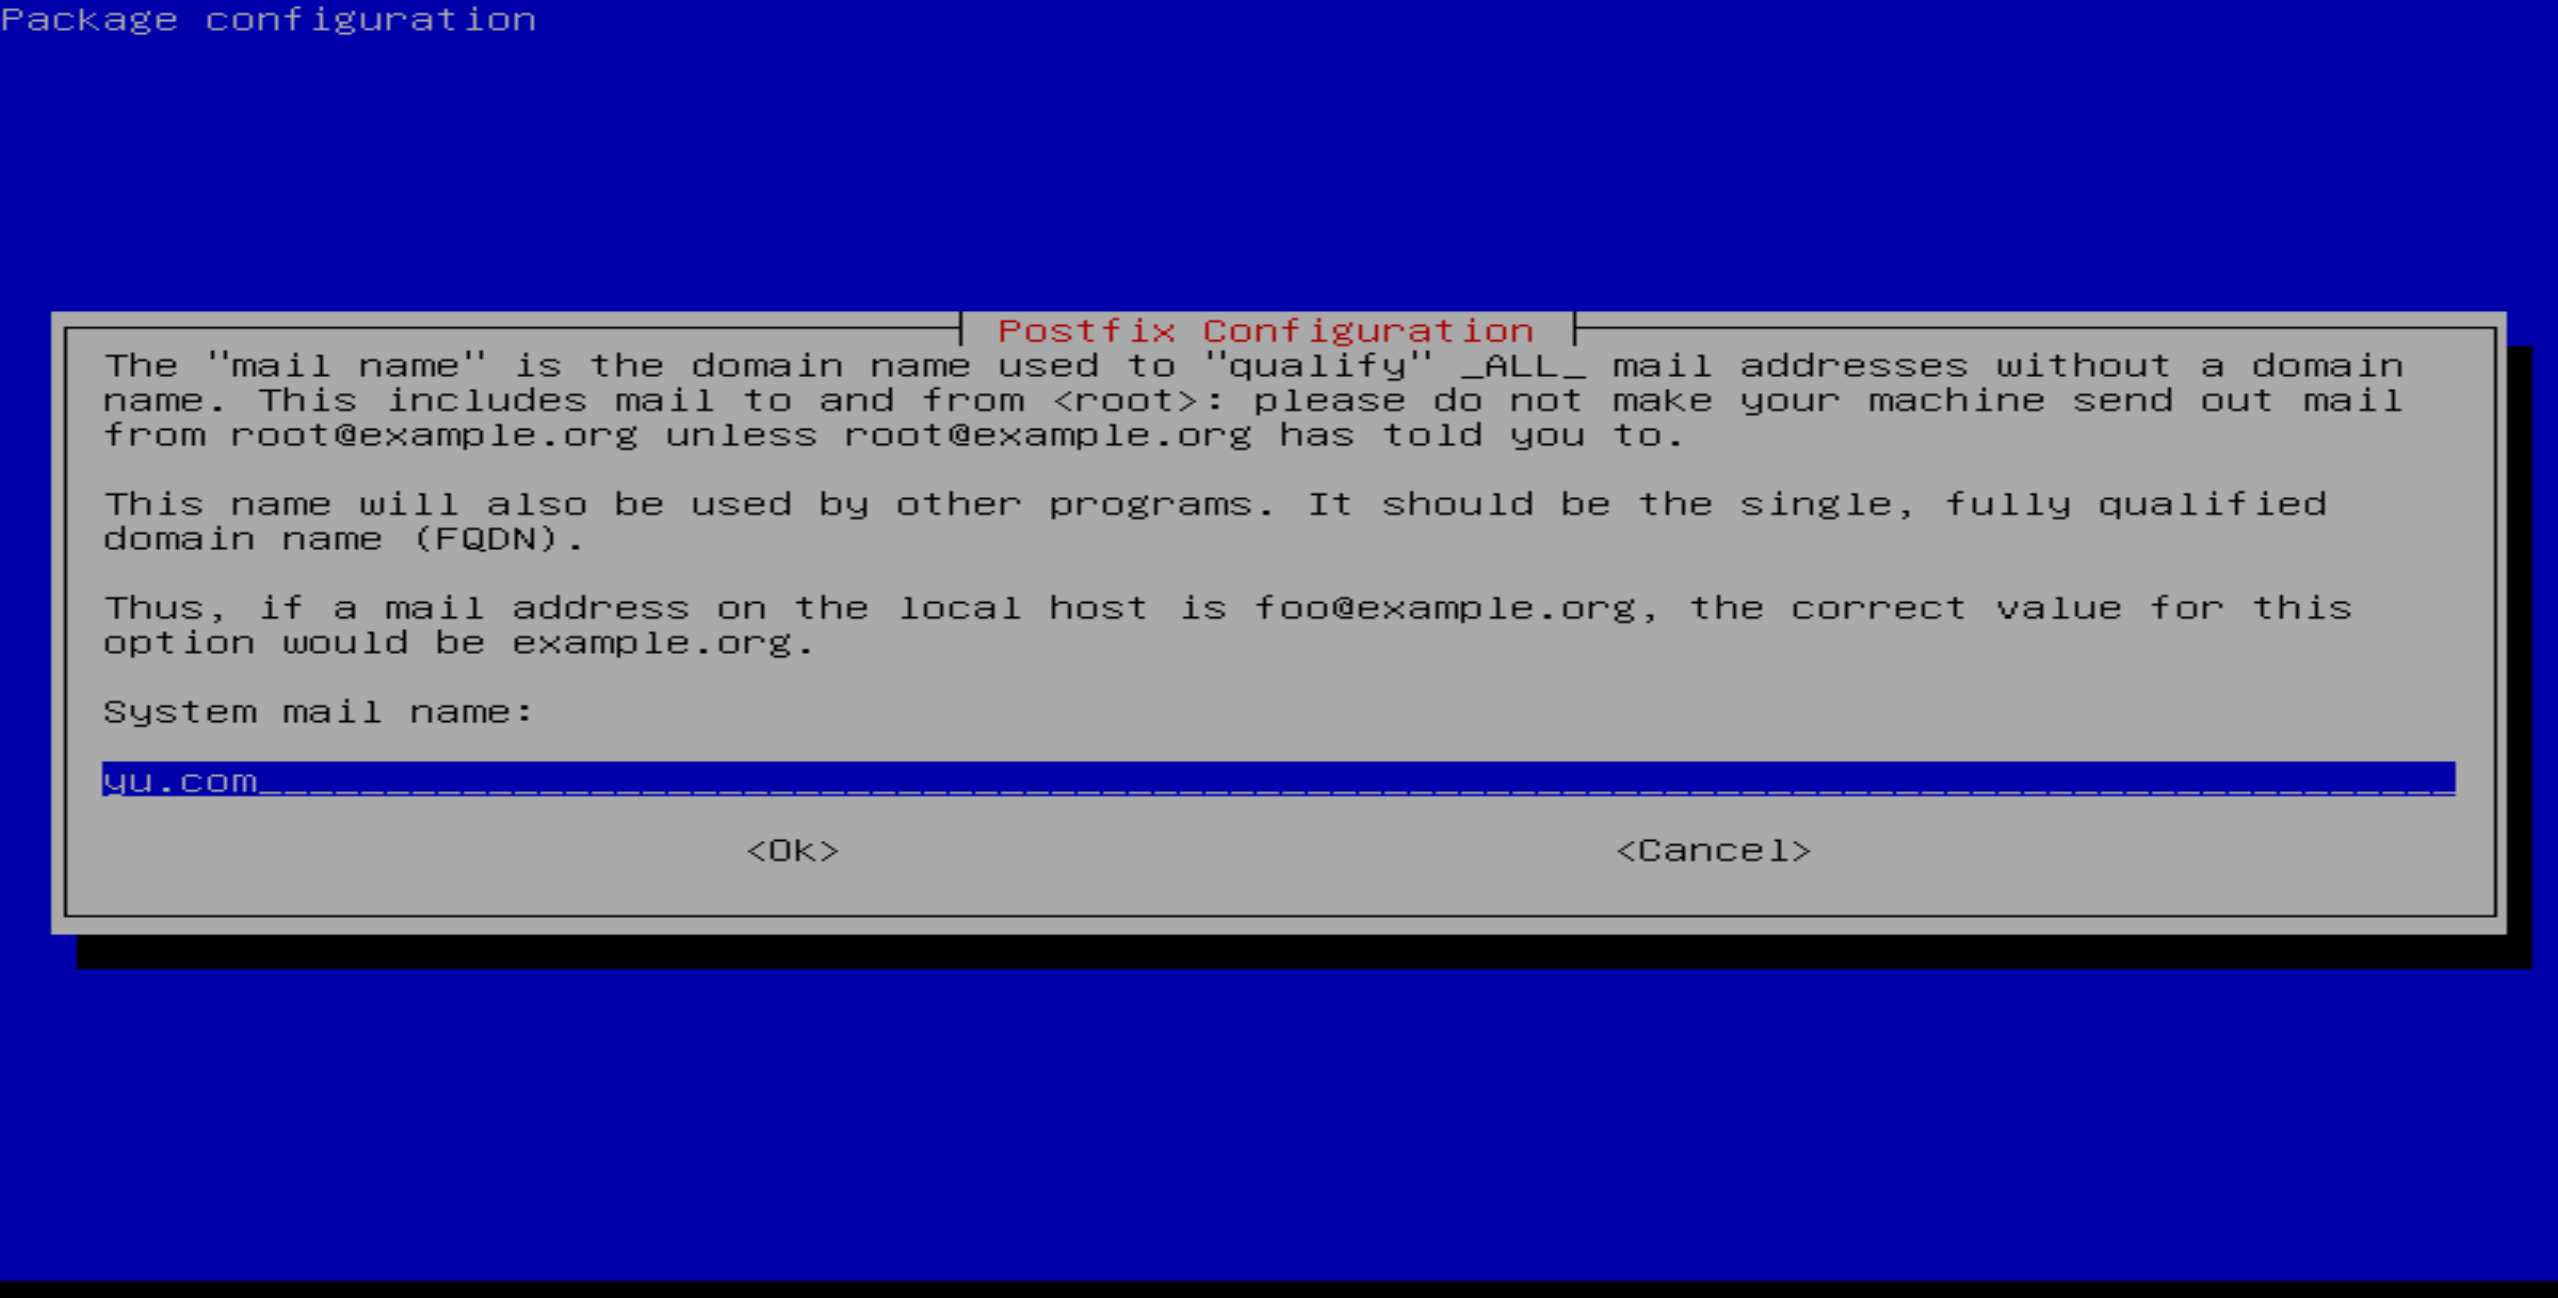 Package configuration
Postfix Configuration
The "mail name" is the domain name used to "qualify" _ALL_ mail addresses without a domain
name. This includes mail to and from <root>: please do not make your machine send out mail
from root@example.org unless root@example.org has told you to.
This name will also be used by other programs. It should be the single, fully qualified
domain name (FQDN).
Thus, if a mail address on the local host is foo@example.org, the correct value for this
option would be example.org.
System mail name:
yu.com
<Ok> <Cancel>